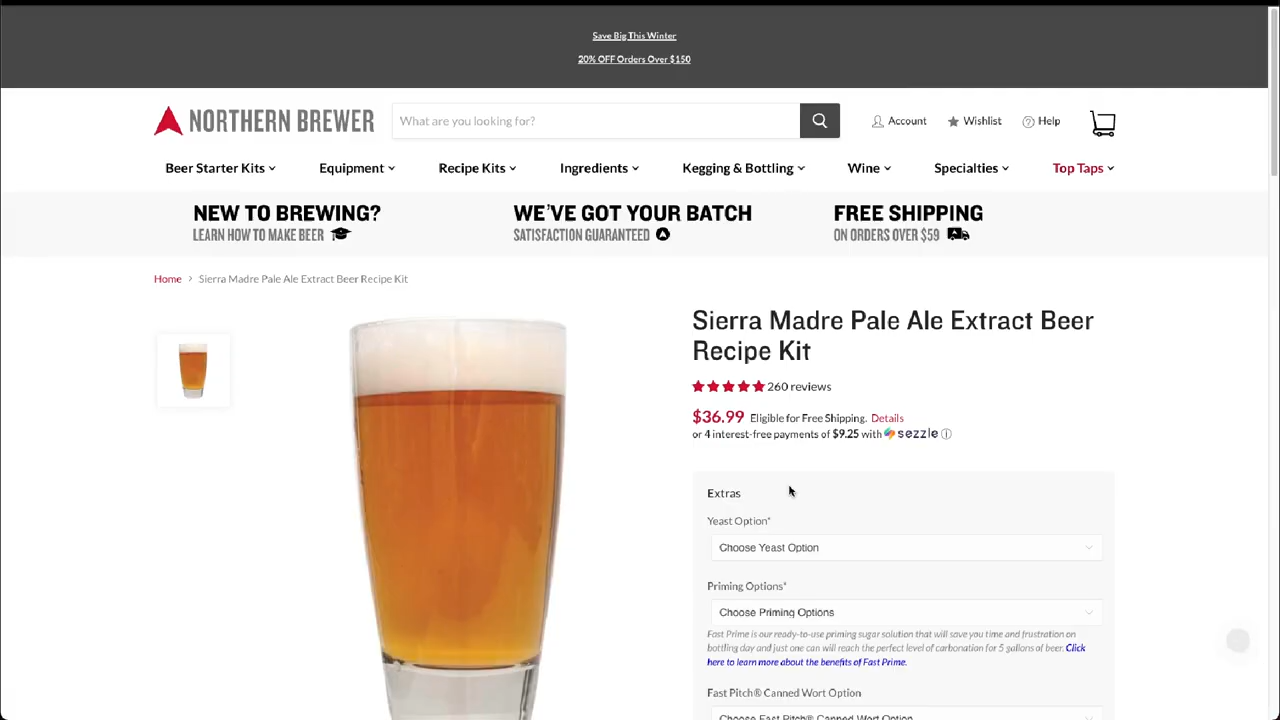 Save Big This Winter
20% OFF Orders Over $150
NORTHERN BREWER
What are you looking for?
Account
Wishlist
Help
Beer Starter Kits
Equipment
Recipe Kits
Ingredients
Kegging & Bottling
Wine
Specialties
Top Taps
NEW TO BREWING?
LEARN HOW TO MAKE BEER
WE'VE GOT YOUR BATCH
SATISFACTION GUARANTEED
FREE SHIPPING
ON ORDERS OVER $59
Home > Sierra Madre Pale Ale Extract Beer Recipe Kit
Sierra Madre Pale Ale Extract Beer
Recipe Kit
260 reviews
$36.99 Eligible for Free Shipping. Details
or 4 interest-free payments of $9.25 with sezzle
Extras
Yeast Option*
Choose Yeast Option
Priming Options*
Choose Priming Options
Fast Prime is our ready-to-use priming sugar solution that will save you time and frustration on
bottling day and just one can will reach the perfect level of carbonation for 5 gallons of beer. Click
here to learn more about the benefits of Fast Prime.
Fast Pitch® Canned Wort Option
Choose Fast Pitch® Canned Wort Option